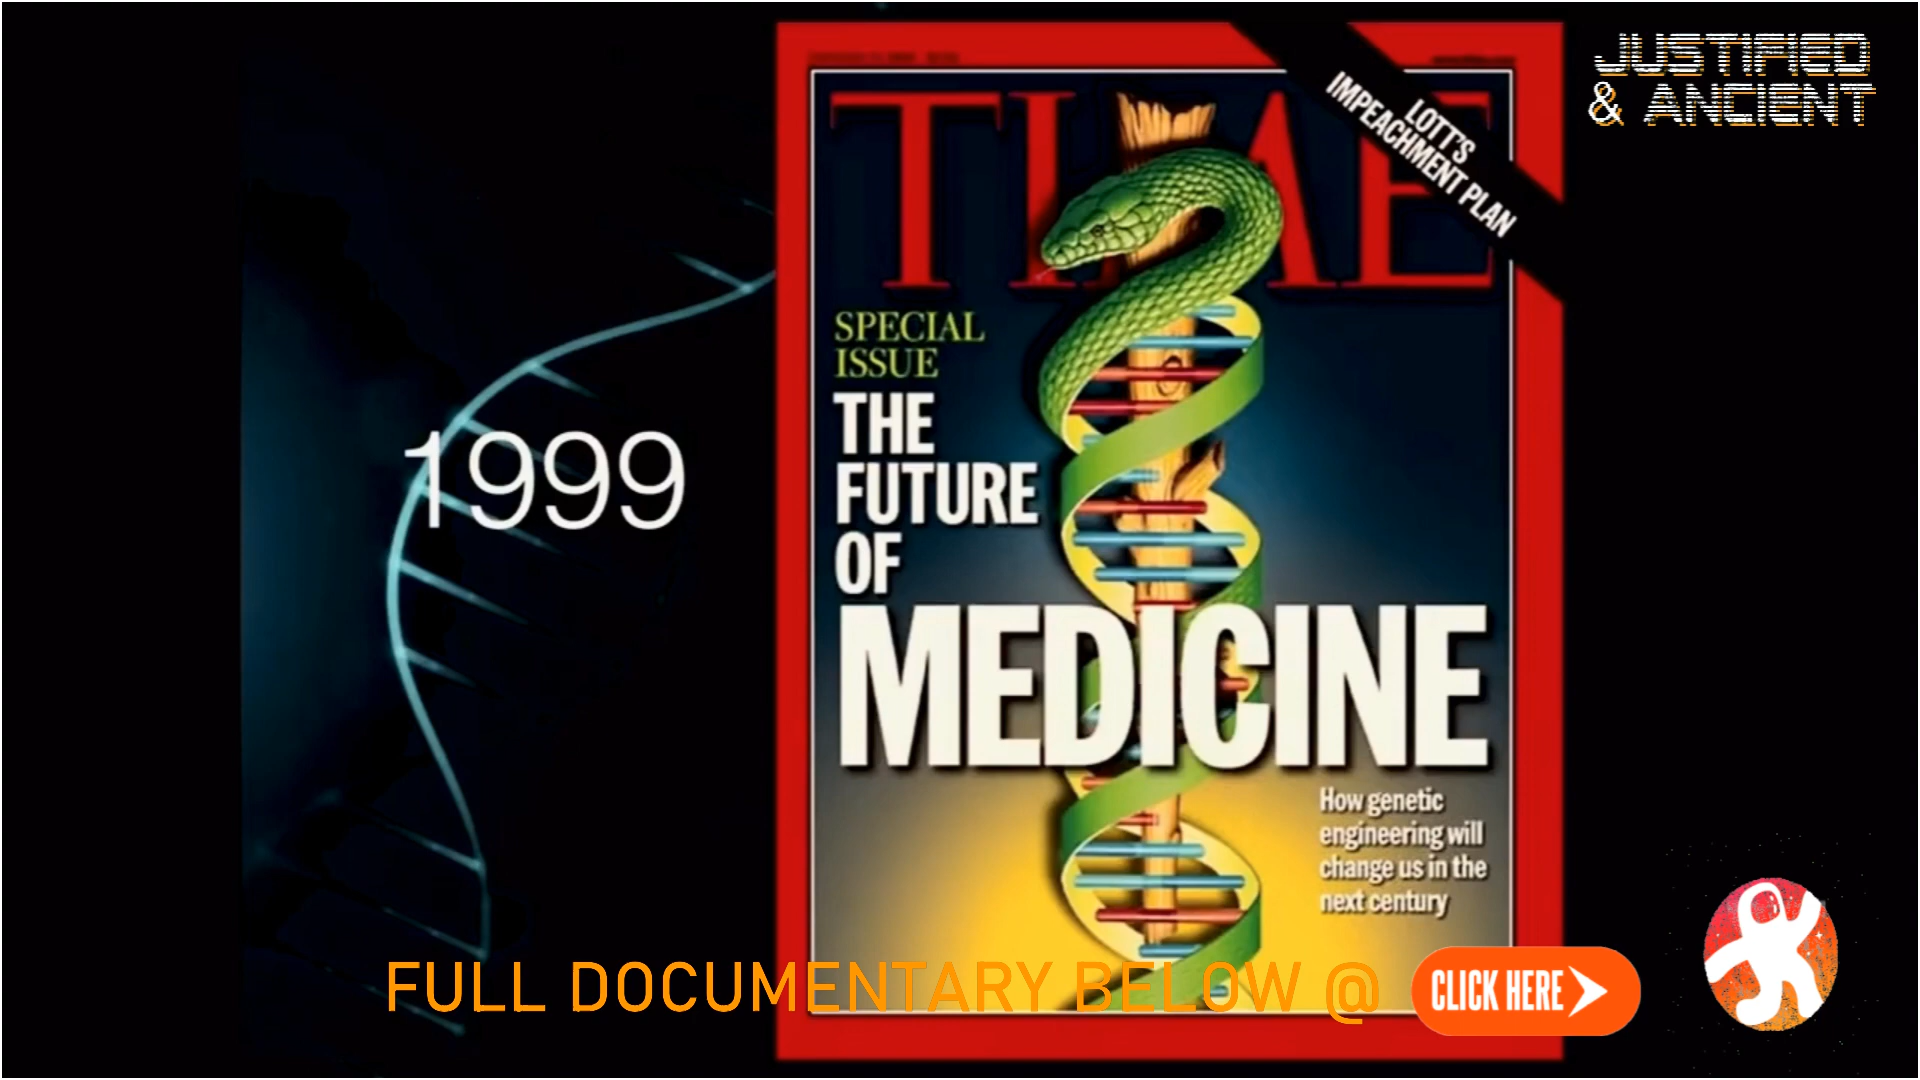 JUSTIFIED
& ANCIENT
TIME
LOTT'S
IMPEACHMENT PLAN
SPECIAL
ISSUE
THE
FUTURE
OF
MEDICINE
1999
How genetic
engineering will
change us in the
next century
FULL DOCUMENTARY BELOW @
CLICK HERE